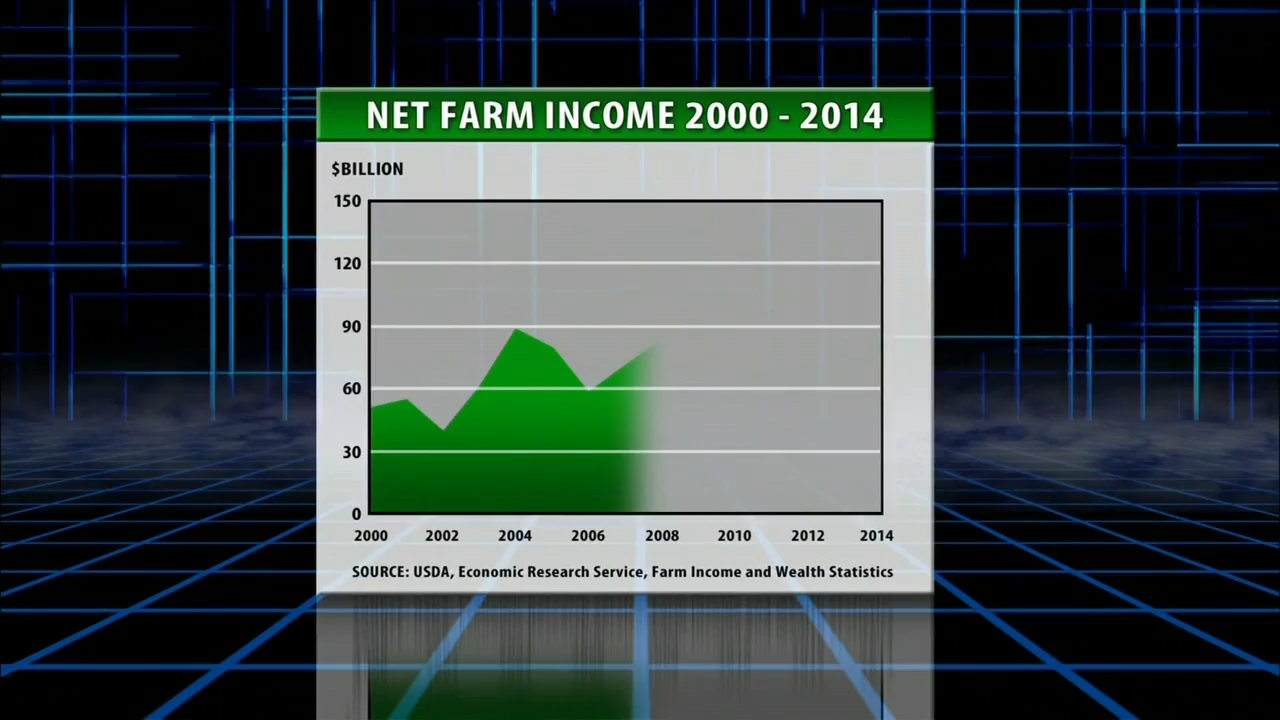 NET FARM INCOME 2000 - 2014
$BILLION
150
120
90
60
30
0
2000 2002 2004 2006 2008 2010 2012 2014
SOURCE: USDA, Economic Research Service, Farm Income and Wealth Statistics